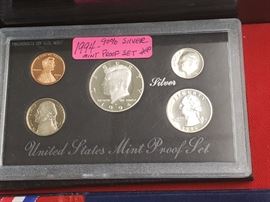 1994 - 90% SILVER
MINT PROOF SET
Silver
United States Mint Proof Set